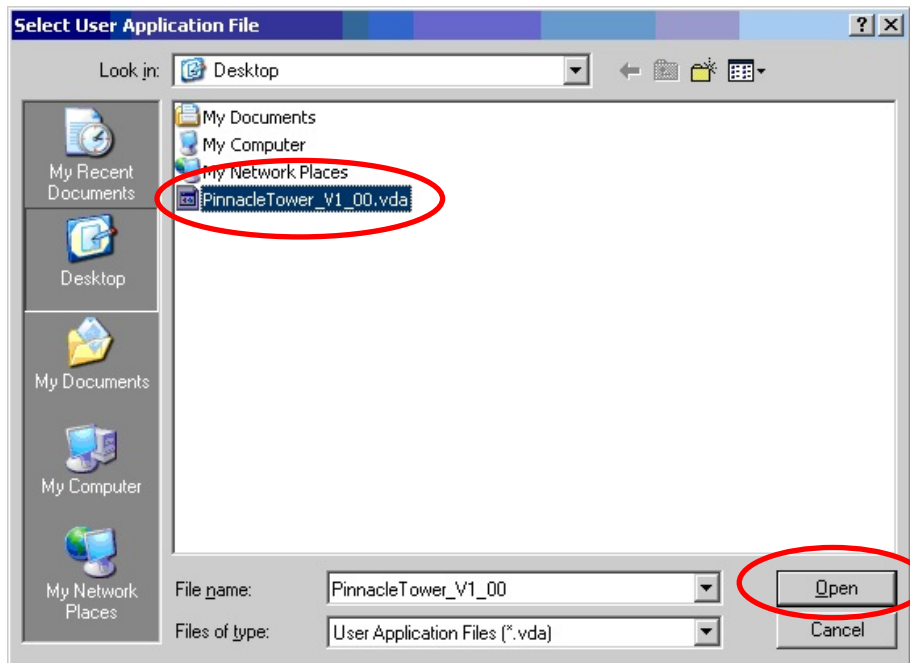 Select User Application File
Look in: Desktop
My Documents
My Computer
My Network Places
PinnacleTower_V1_00.vda
My Recent
Documents
Desktop
My Documents
My Computer
My Network
Places
File name: PinnacleTower_V1_00 Open
Files of type: User Application Files (*.vda) Cancel